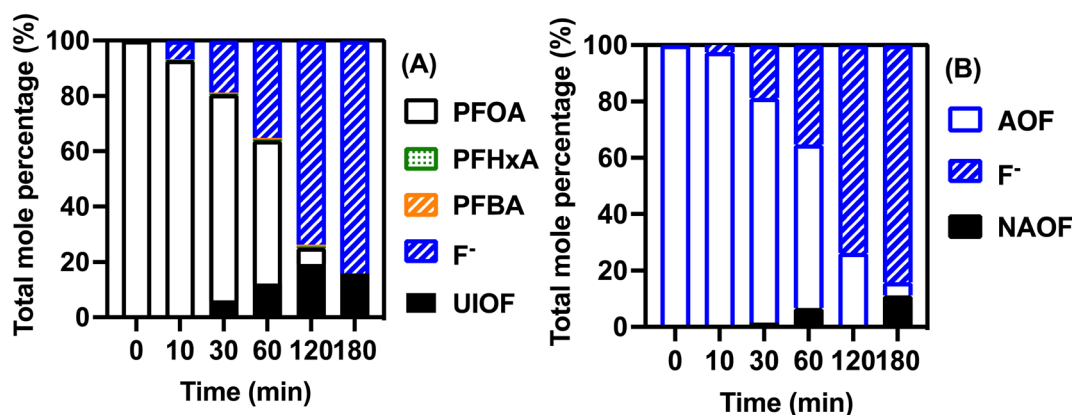 Total mole percentage (%)
100
80
60
40
20
0
0 10 30 60 120 180
Time (min)
(A)
PFOA
PFHxA
PFBA
F⁻
UIOF
Total mole percentage (%)
100
80
60
40
20
0
0 10 30 60 120 180
Time (min)
(B)
AOF
F⁻
NAOF